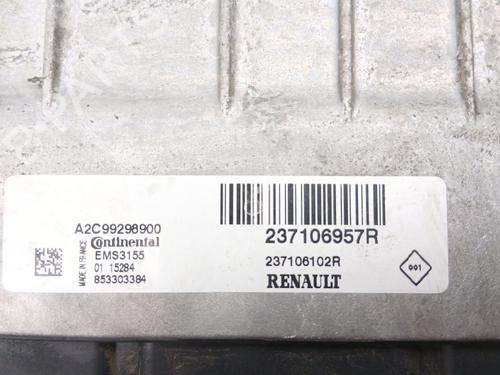 A2C99298900
Continental
EMS3155
01 15284
853303384
MADE IN FRANCE
237106957R
237106102R
RENAULT
001